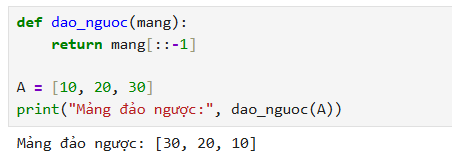 def dao_nguoc(mang):
    return mang[::-1]

A = [10, 20, 30]
print("Mảng đảo ngược:", dao_nguoc(A))
Mảng đảo ngược: [30, 20, 10]